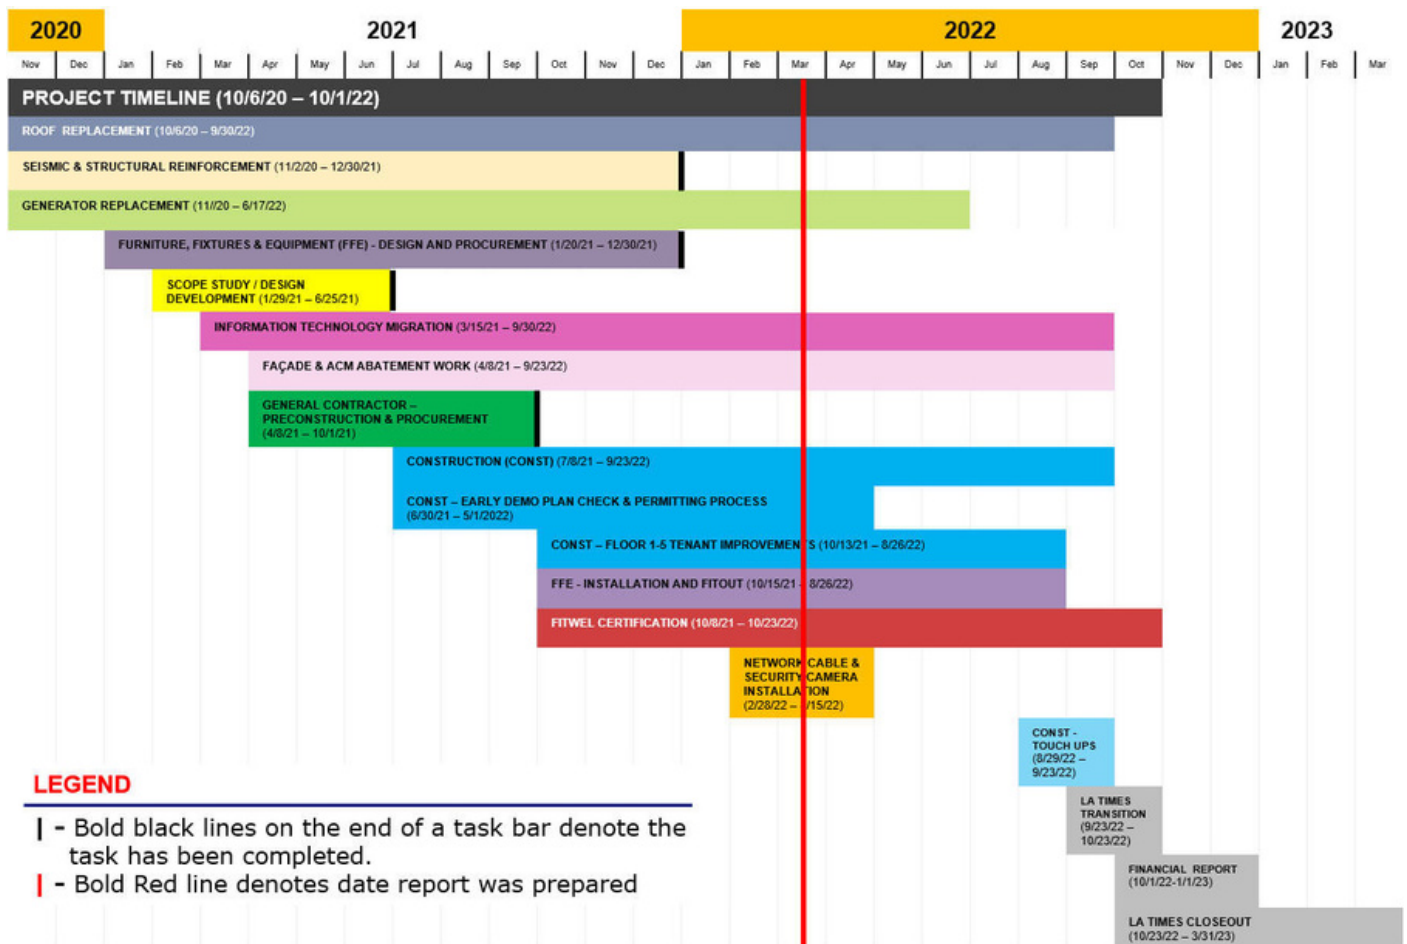 2020 2021 2022 2023
Nov Dec Jan Feb Mar Apr May Jun Jul Aug Sep Oct Nov Dec Jan Feb Mar Apr May Jun Jul Aug Sep Oct Nov Dec Jan Feb Mar
PROJECT TIMELINE (10/6/20 – 10/1/22)
ROOF REPLACEMENT (10/6/20 – 9/30/22)
SEISMIC & STRUCTURAL REINFORCEMENT (11/2/20 – 12/30/21)
GENERATOR REPLACEMENT (11//20 – 6/17/22)
FURNITURE, FIXTURES & EQUIPMENT (FFE) - DESIGN AND PROCUREMENT (1/20/21 – 12/30/21)
SCOPE STUDY / DESIGN
DEVELOPMENT (1/29/21 – 6/25/21)
INFORMATION TECHNOLOGY MIGRATION (3/15/21 – 9/30/22)
FAÇADE & ACM ABATEMENT WORK (4/8/21 – 9/23/22)
GENERAL CONTRACTOR –
PRECONSTRUCTION & PROCUREMENT
(4/8/21 – 10/1/21)
CONSTRUCTION (CONST) (7/8/21 – 9/23/22)
CONST – EARLY DEMO PLAN CHECK & PERMITTING PROCESS
(6/30/21 – 5/1/2022)
CONST – FLOOR 1-5 TENANT IMPROVEMENTS (10/13/21 – 8/26/22)
FFE - INSTALLATION AND FITOUT (10/15/21 – 8/26/22)
FITWEL CERTIFICATION (10/8/21 – 10/23/22)
NETWORK CABLE &
SECURITY CAMERA
INSTALLATION
(2/28/22 – /15/22)
CONST -
TOUCH UPS
(8/29/22 –
9/23/22)
LA TIMES
TRANSITION
(9/23/22 –
10/23/22)
FINANCIAL REPORT
(10/1/22-1/1/23)
LA TIMES CLOSEOUT
(10/23/22 – 3/31/23)
LEGEND
| - Bold black lines on the end of a task bar denote the
task has been completed.
| - Bold Red line denotes date report was prepared